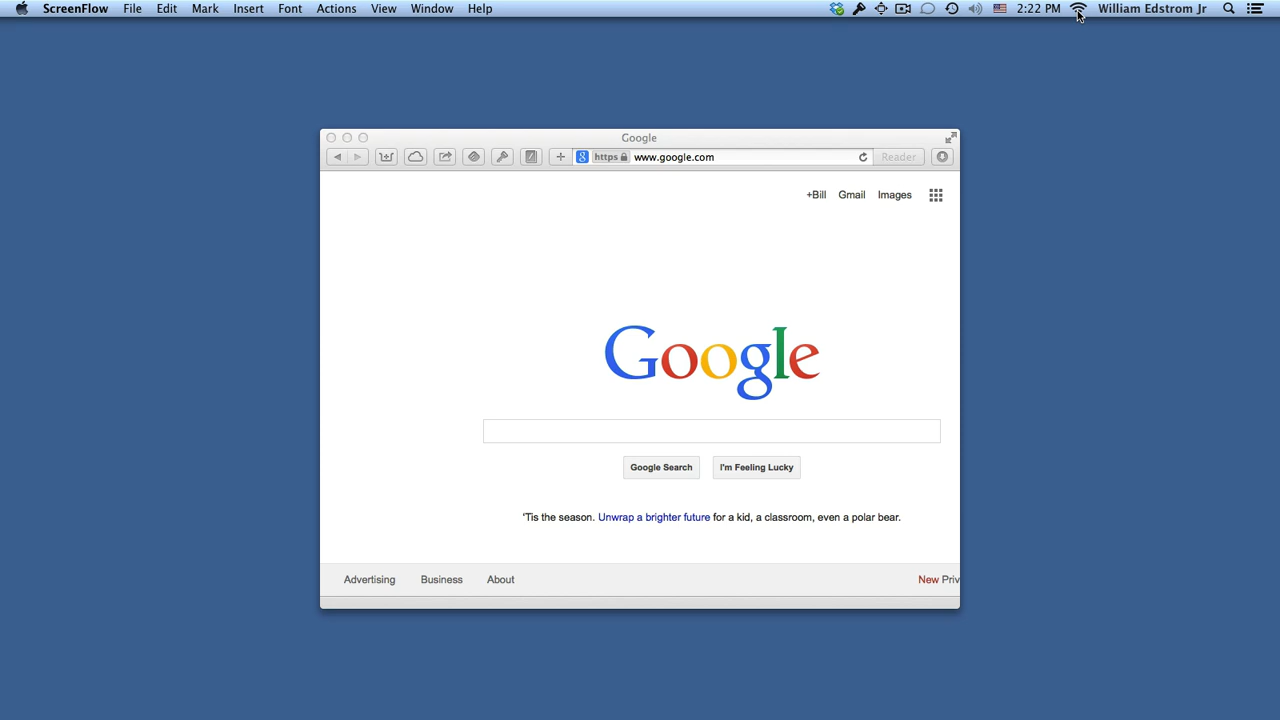 ScreenFlow File Edit Mark Insert Font Actions View Window Help 2:22 PM William Edstrom Jr
Google
https www.google.com Reader
+Bill Gmail Images
Google
Google Search I'm Feeling Lucky
'Tis the season. Unwrap a brighter future for a kid, a classroom, even a polar bear.
Advertising Business About New Priv